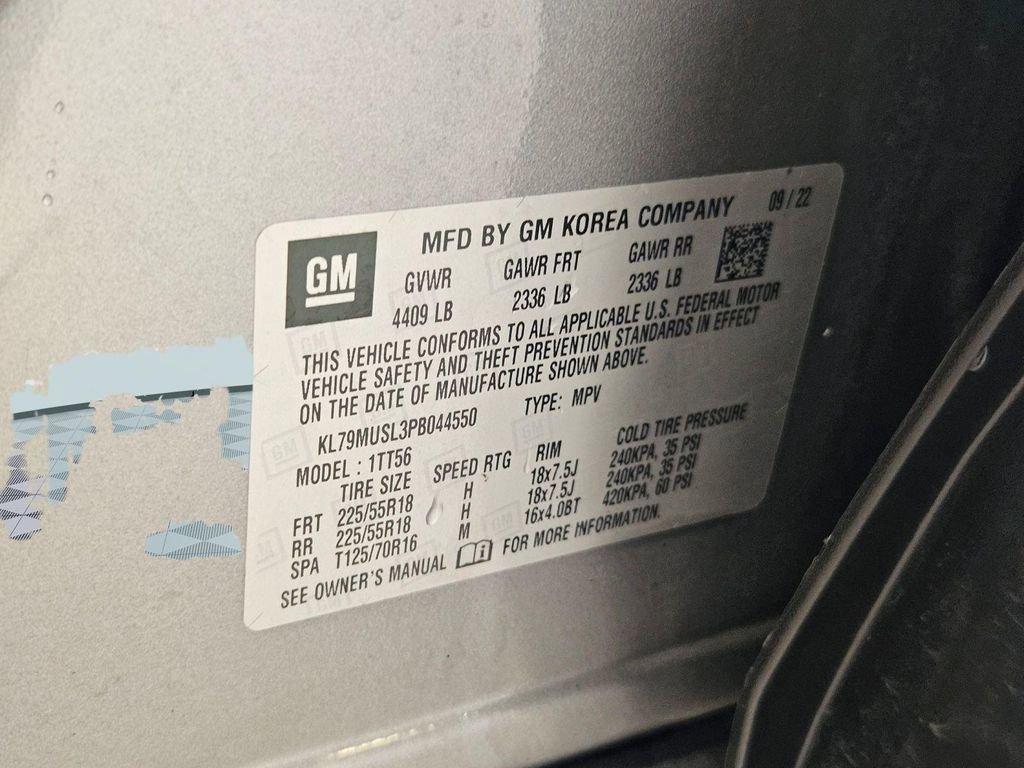 MFD BY GM KOREA COMPANY 09/22
GM
GVWR GAWR FRT GAWR RR
4409 LB 2336 LB 2336 LB
THIS VEHICLE CONFORMS TO ALL APPLICABLE U.S. FEDERAL MOTOR
VEHICLE SAFETY AND THEFT PREVENTION STANDARDS IN EFFECT
ON THE DATE OF MANUFACTURE SHOWN ABOVE.
KL79MUSL3PB044550 TYPE: MPV
MODEL : 1TT56
TIRE SIZE SPEED RTG RIM COLD TIRE PRESSURE
FRT 225/55R18 H 18x7.5J 240KPA, 35 PSI
RR 225/55R18 H 18x7.5J 240KPA, 35 PSI
SPA T125/70R16 M 16x4.0BT 420KPA, 60 PSI
SEE OWNER'S MANUAL FOR MORE INFORMATION.